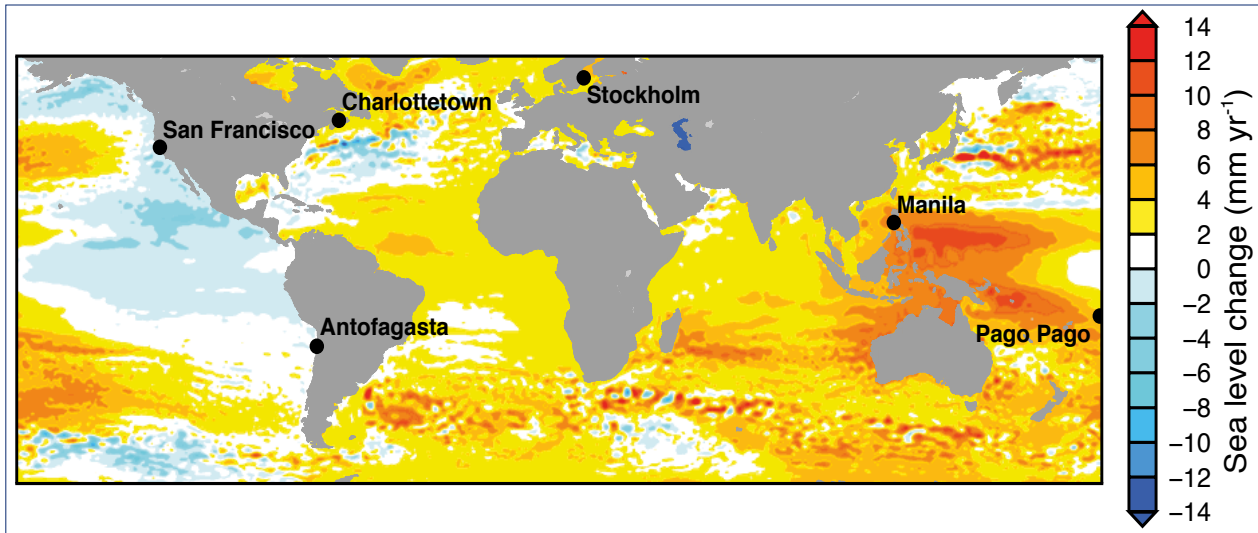 Stockholm
Charlottetown
San Francisco
Manila
Antofagasta
Pago Pago
14
12
10
8
6
4
2
0
−2
−4
−6
−8
−10
−12
−14
Sea level change (mm yr⁻¹)